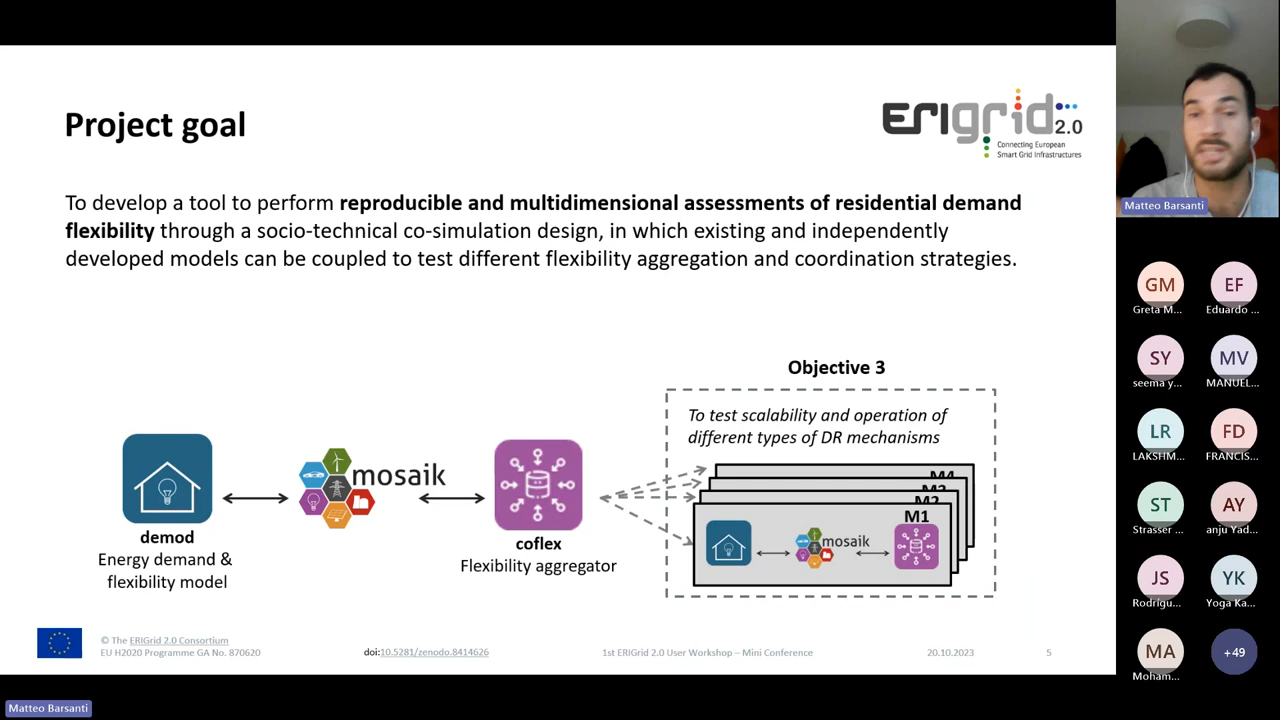 Project goal
ERIgrid 2.0
Connecting European
Smart Grid Infrastructures
To develop a tool to perform reproducible and multidimensional assessments of residential demand
flexibility through a socio-technical co-simulation design, in which existing and independently
developed models can be coupled to test different flexibility aggregation and coordination strategies.
Objective 3
To test scalability and operation of
different types of DR mechanisms
mosaik
demod
Energy demand &
flexibility model
coflex
Flexibility aggregator
M4
M3
M2
M1
mosaik
© The ERIGrid 2.0 Consortium
EU H2020 Programme GA No. 870620
doi:10.5281/zenodo.8414626
1st ERIGrid 2.0 User Workshop – Mini Conference
20.10.2023
5
Matteo Barsanti
GM
EF
Greta M...
Eduardo ...
SY
MV
seema y...
MANUEL...
LR
FD
LAKSHM...
FRANCIS...
ST
AY
Strasser ...
anju Yad...
JS
YK
Rodrígu...
Yoga Ka...
MA
+49
Moham...
Matteo Barsanti